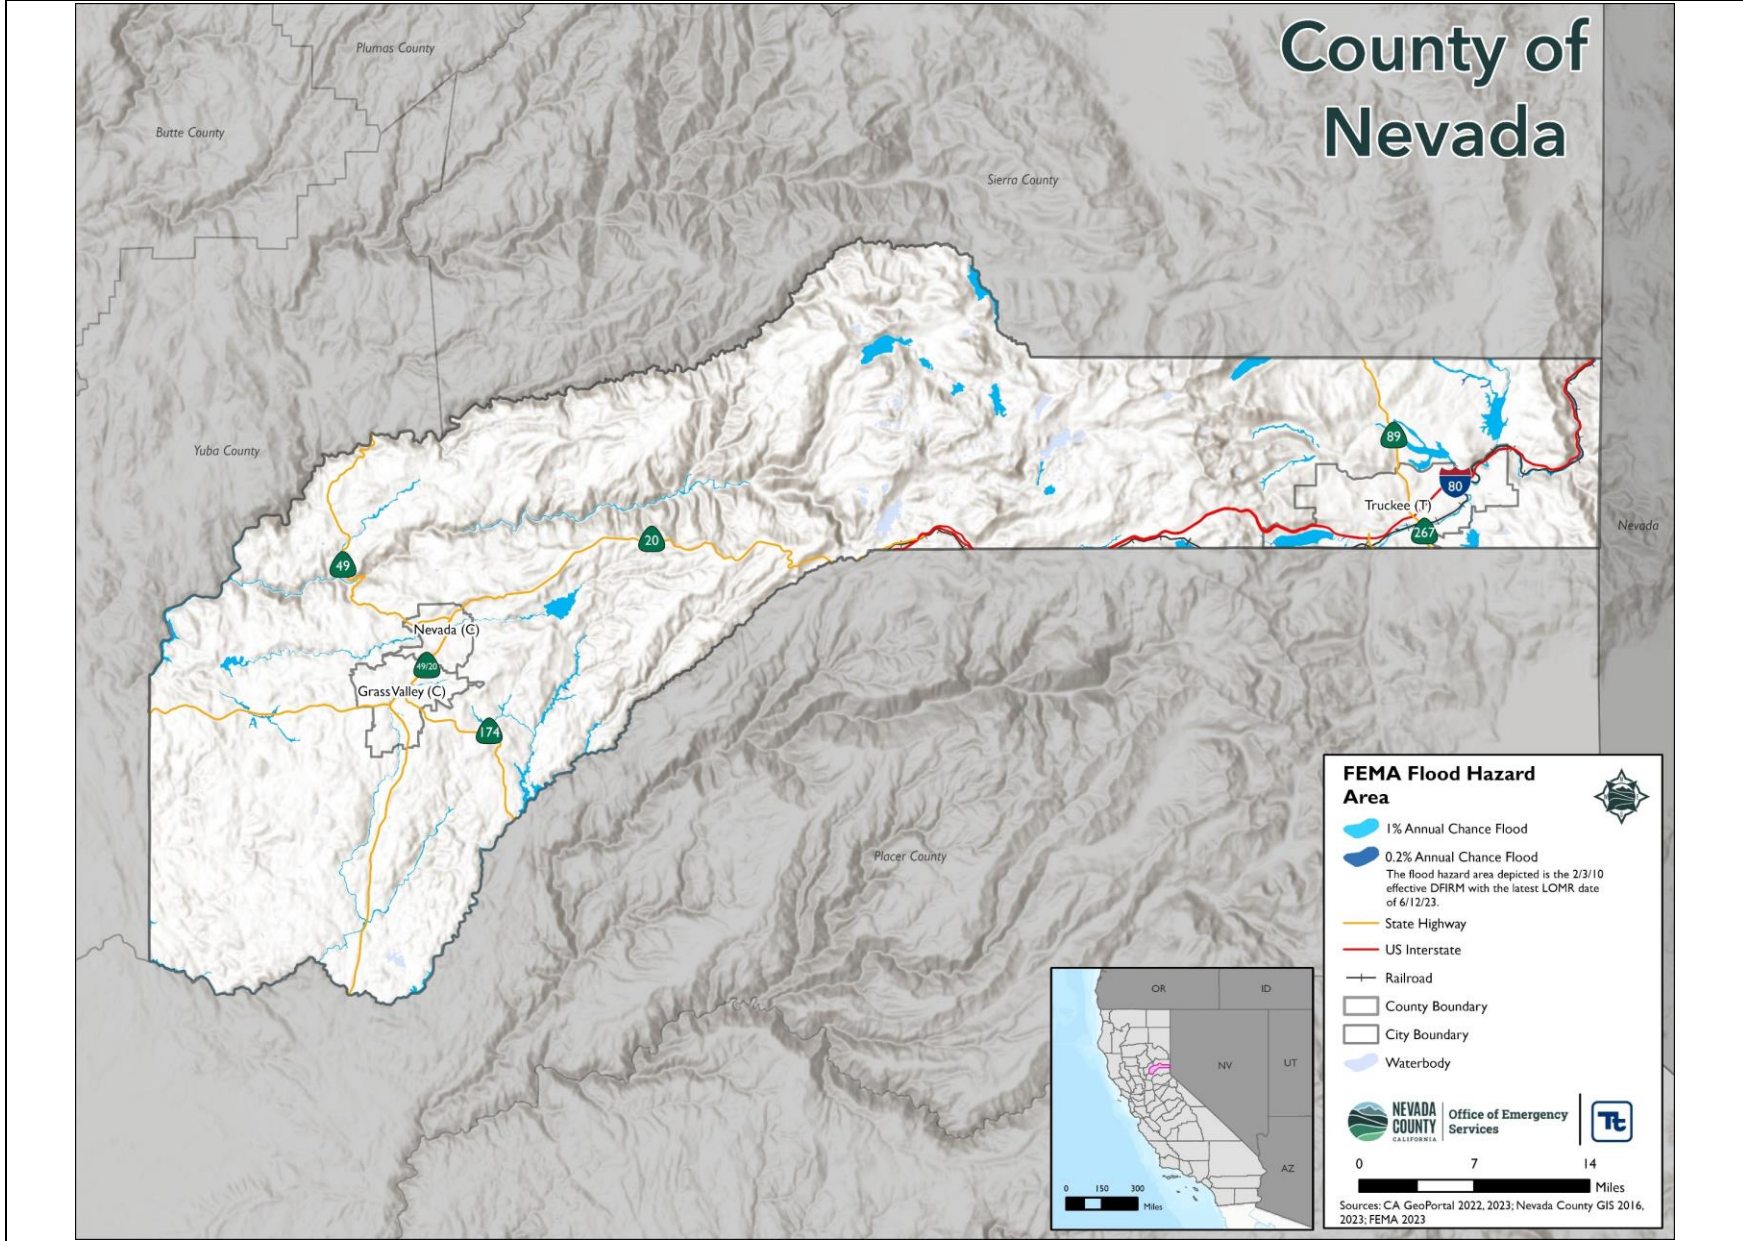 County of
Nevada
Plumas County
Butte County
Sierra County
Yuba County
89
80
Truckee (T)
267
Nevada
20
49
Nevada (C)
49/20
Grass Valley (C)
174
Placer County
FEMA Flood Hazard
Area
1% Annual Chance Flood
0.2% Annual Chance Flood
The flood hazard area depicted is the 2/3/10
effective DFIRM with the latest LOMR date
of 6/12/23.
State Highway
US Interstate
Railroad
County Boundary
City Boundary
Waterbody
NEVADA
COUNTY
CALIFORNIA
Office of Emergency
Services
Tt
0 7 14
Miles
Sources: CA GeoPortal 2022, 2023; Nevada County GIS 2016,
2023; FEMA 2023
OR
ID
NV
UT
AZ
0 150 300
Miles